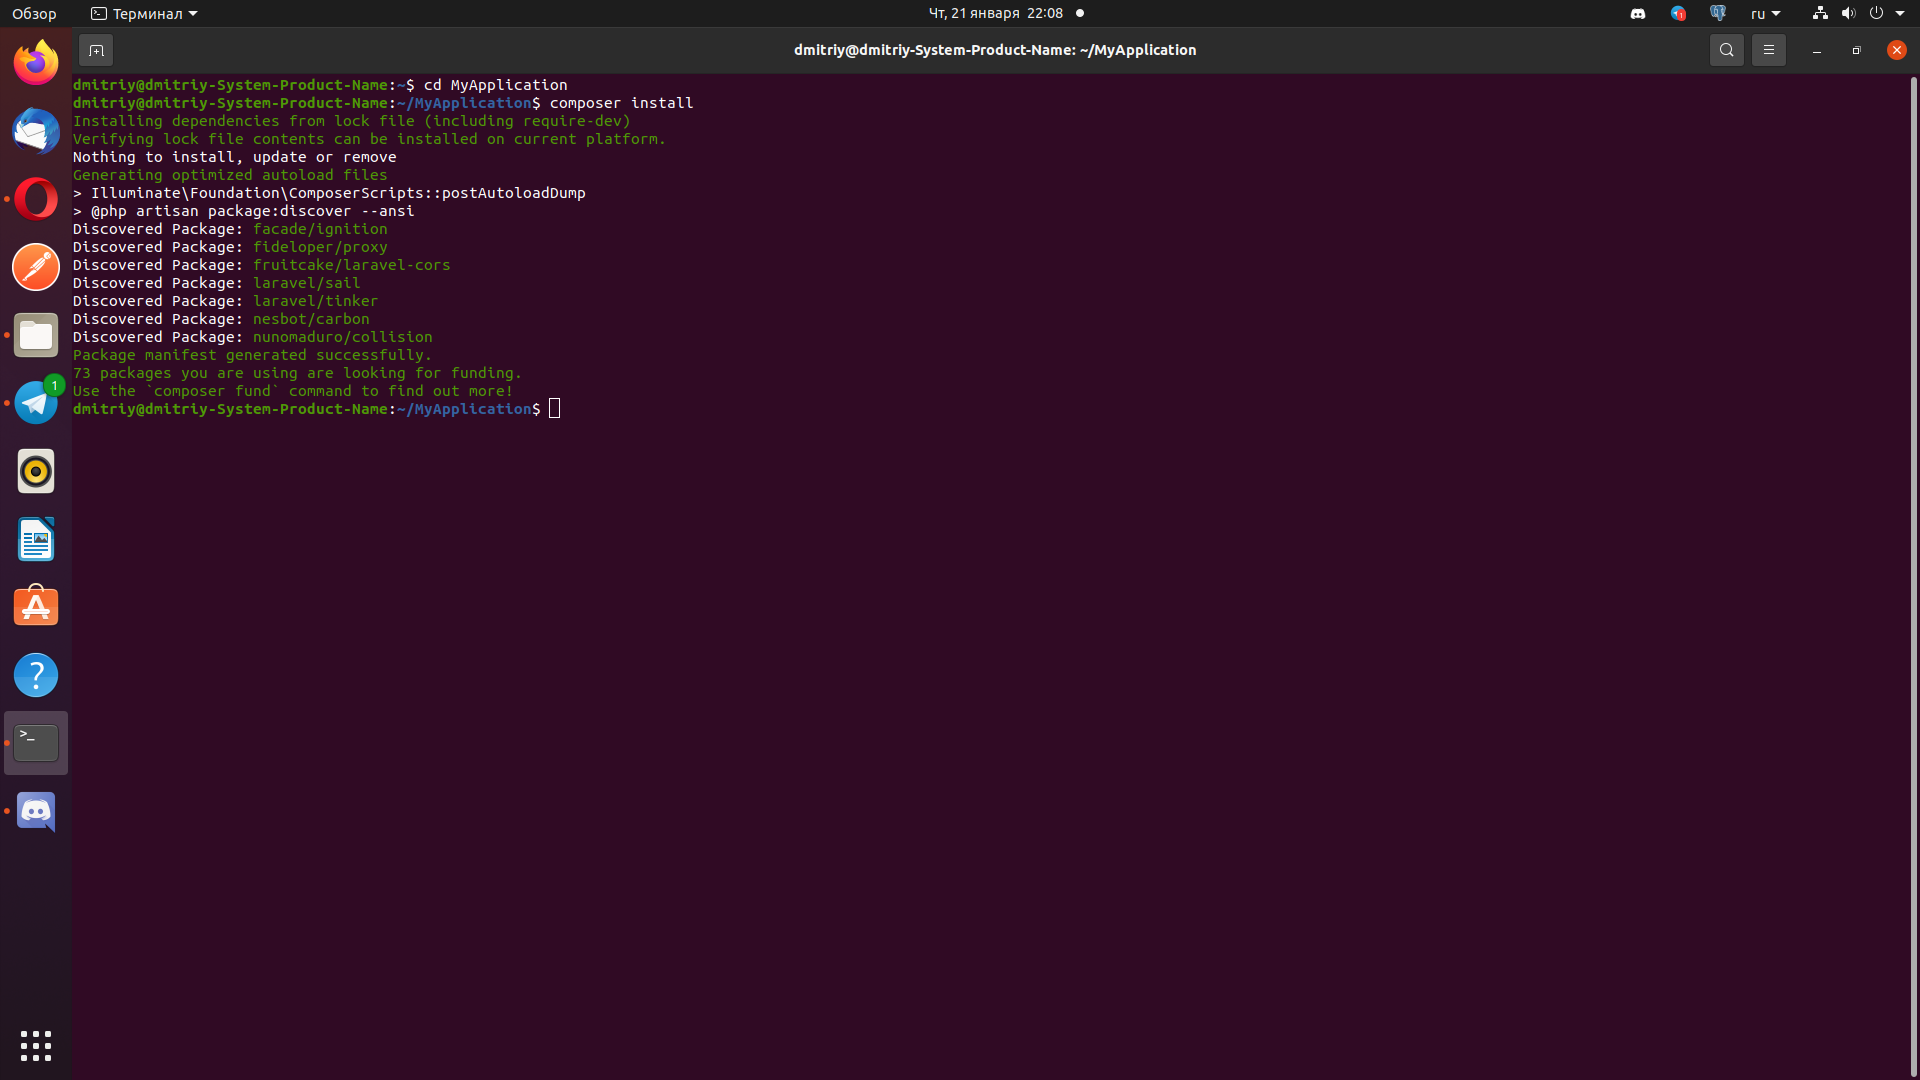 Обзор
Терминал
Чт, 21 января 22:08
ru
dmitriy@dmitriy-System-Product-Name: ~/MyApplication
dmitriy@dmitriy-System-Product-Name:~$ cd MyApplication
dmitriy@dmitriy-System-Product-Name:~/MyApplication$ composer install
Installing dependencies from lock file (including require-dev)
Verifying lock file contents can be installed on current platform.
Nothing to install, update or remove
Generating optimized autoload files
> Illuminate\Foundation\ComposerScripts::postAutoloadDump
> @php artisan package:discover --ansi
Discovered Package: facade/ignition
Discovered Package: fideloper/proxy
Discovered Package: fruitcake/laravel-cors
Discovered Package: laravel/sail
Discovered Package: laravel/tinker
Discovered Package: nesbot/carbon
Discovered Package: nunomaduro/collision
Package manifest generated successfully.
73 packages you are using are looking for funding.
Use the `composer fund` command to find out more!
dmitriy@dmitriy-System-Product-Name:~/MyApplication$
1
?
>_